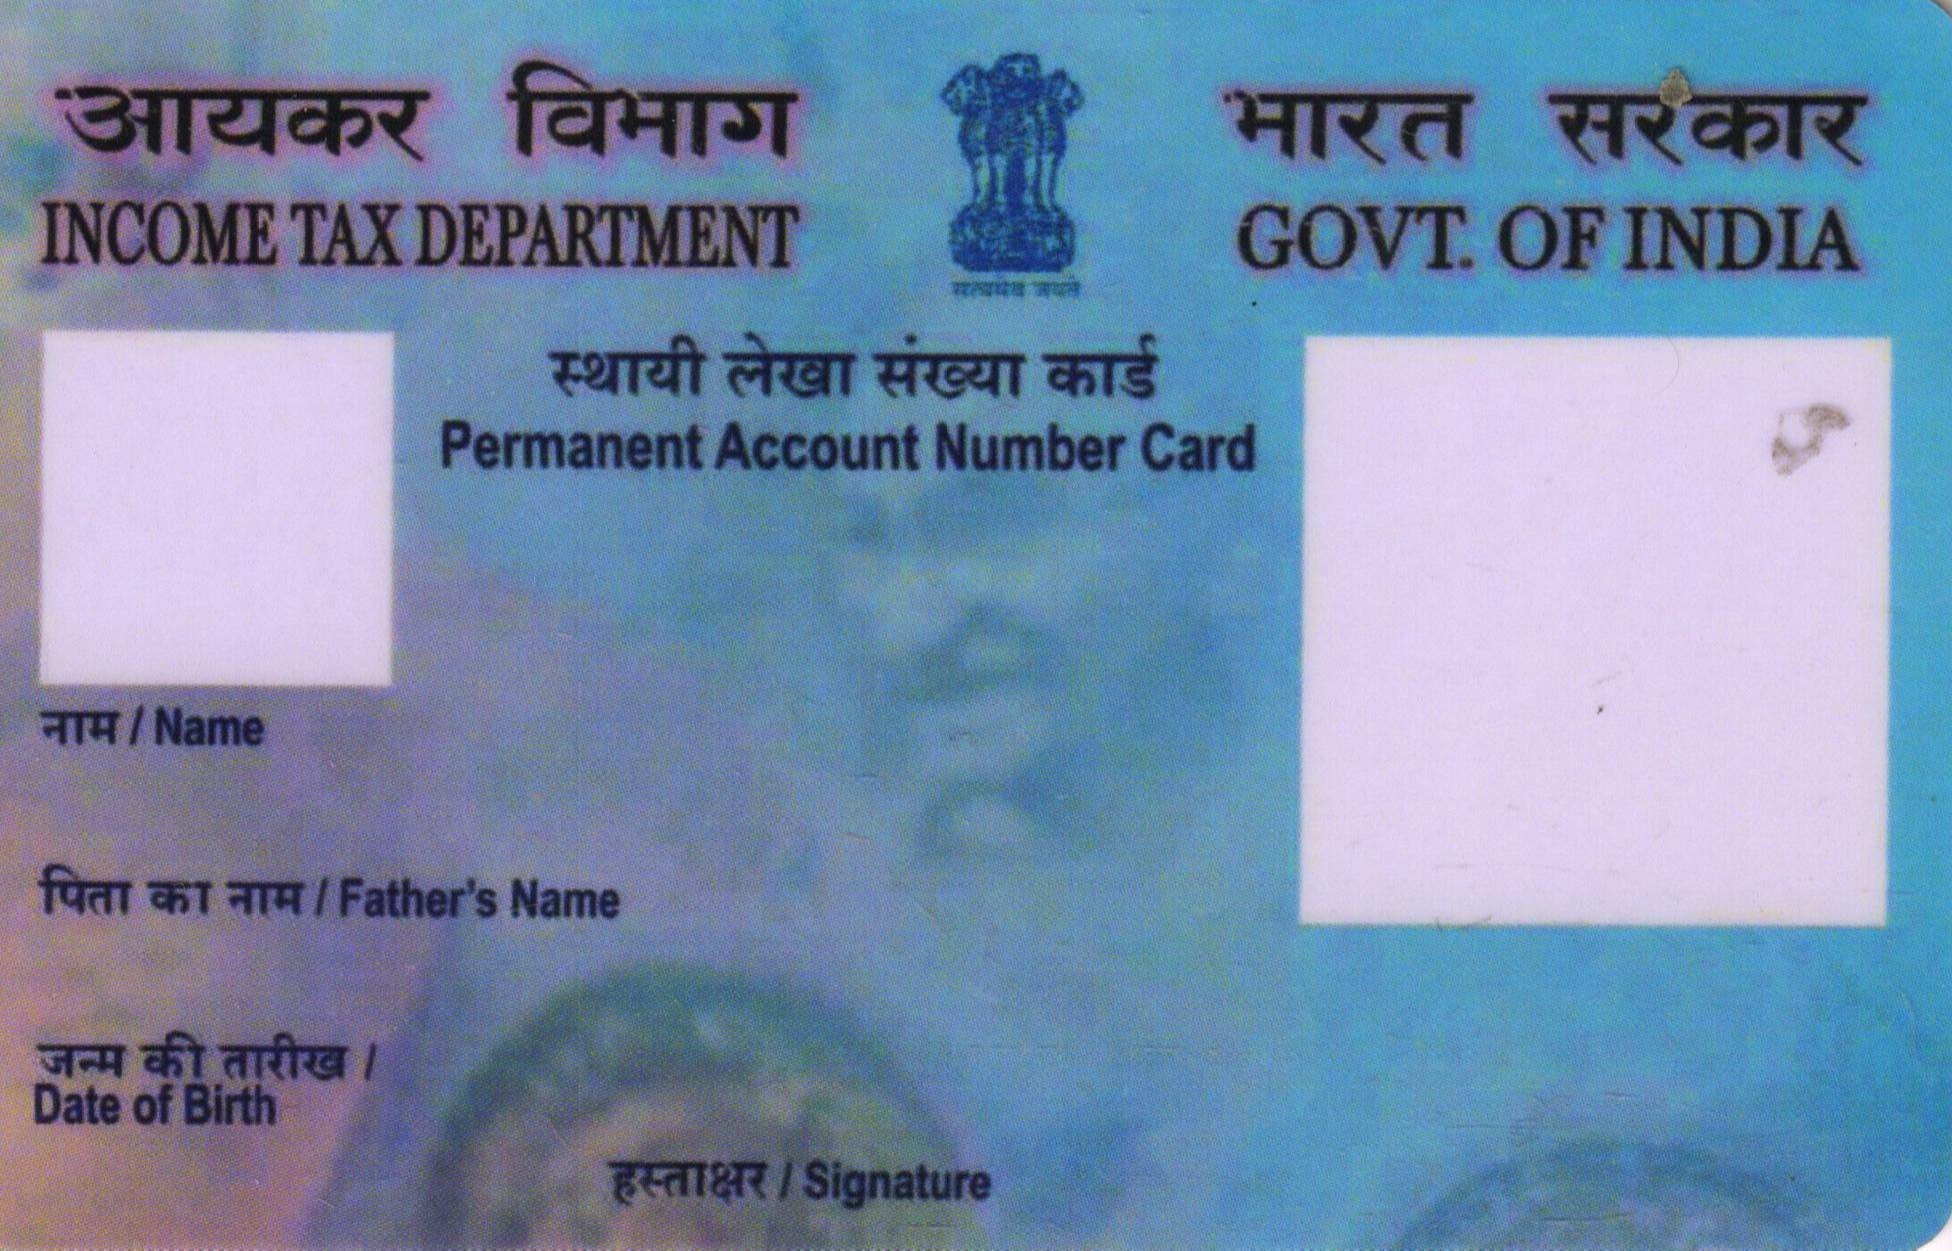 आयकर विभाग
INCOME TAX DEPARTMENT
सत्यमेव जयते
भारत सरकार
GOVT. OF INDIA
स्थायी लेखा संख्या कार्ड
Permanent Account Number Card
नाम / Name
पिता का नाम / Father's Name
जन्म की तारीख /
Date of Birth
हस्ताक्षर / Signature